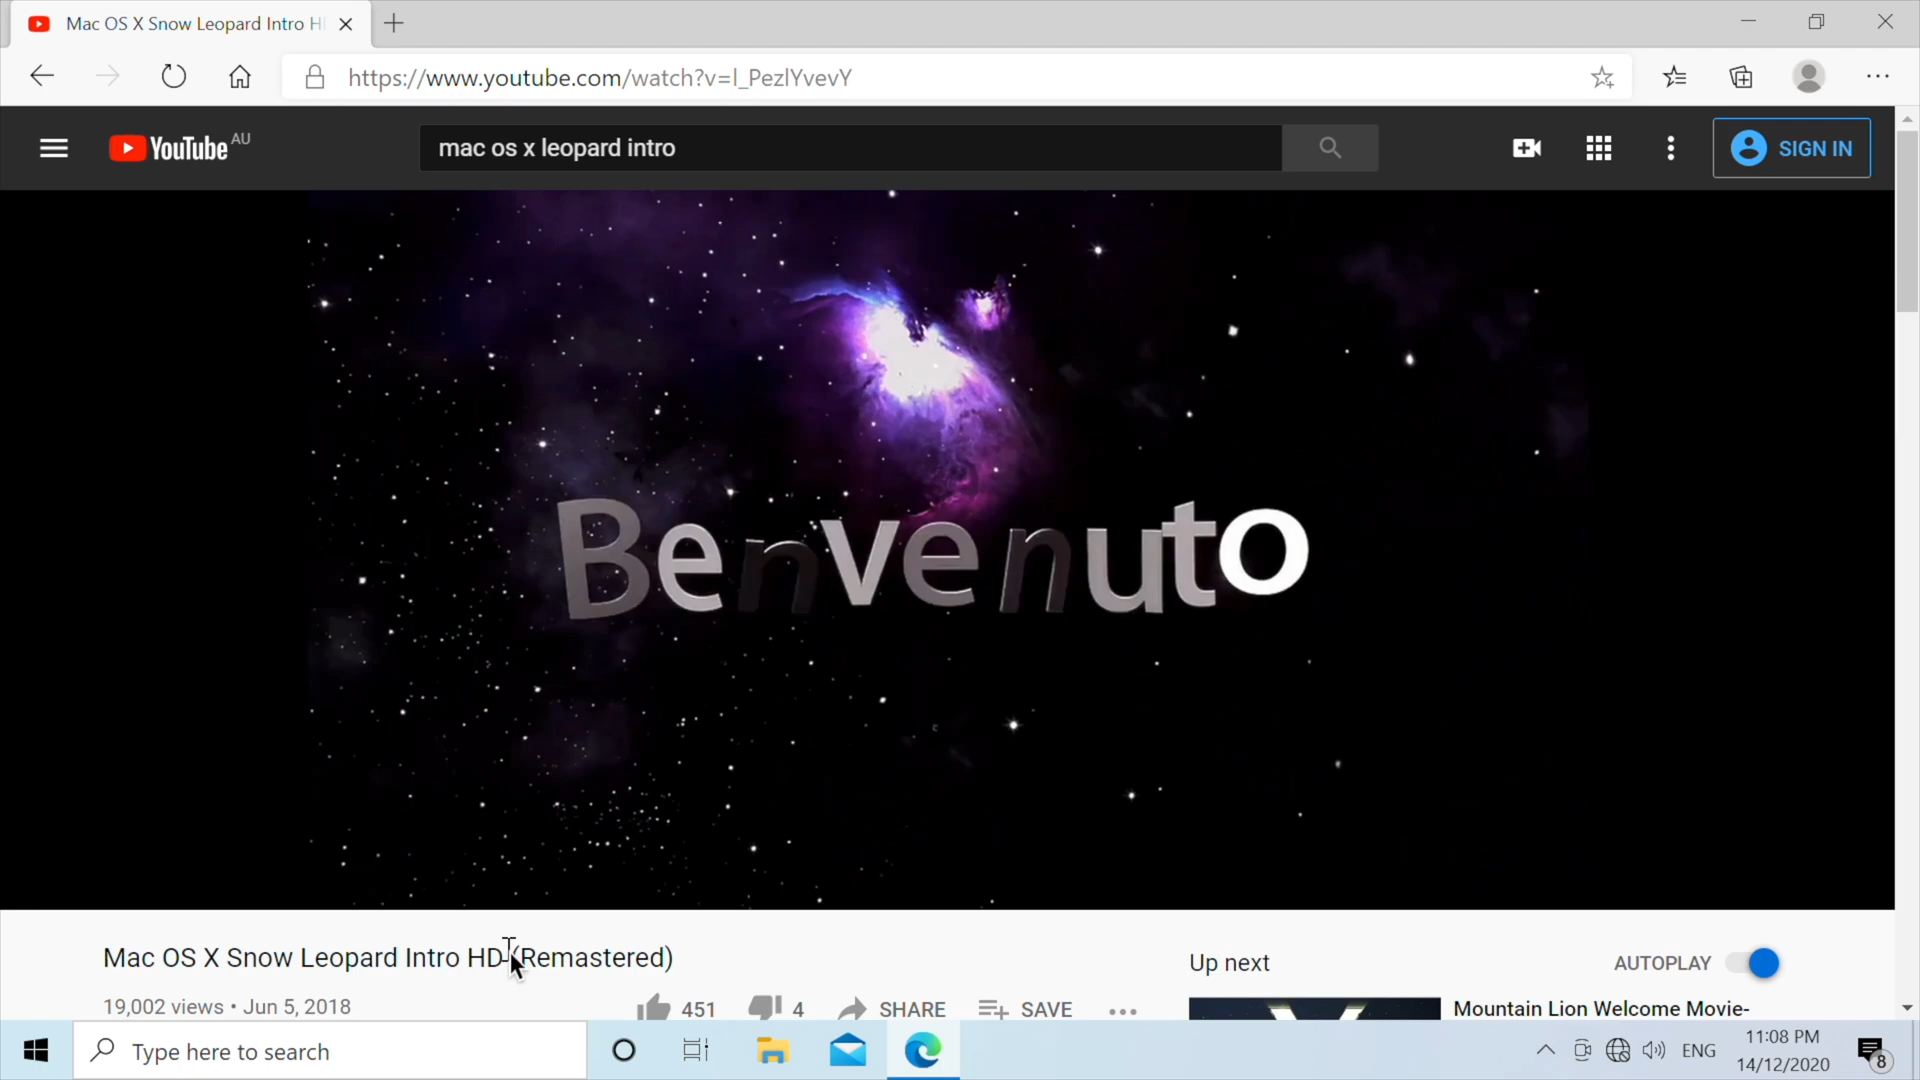 Mac OS X Snow Leopard Intro H
https://www.youtube.com/watch?v=l_PezlYvevY
YouTube AU
mac os x leopard intro
SIGN IN
Benvenuto
Mac OS X Snow Leopard Intro HD (Remastered)
19,002 views • Jun 5, 2018
451
4
SHARE
SAVE
Up next
AUTOPLAY
Mountain Lion Welcome Movie-
Type here to search
ENG
11:08 PM
14/12/2020
8